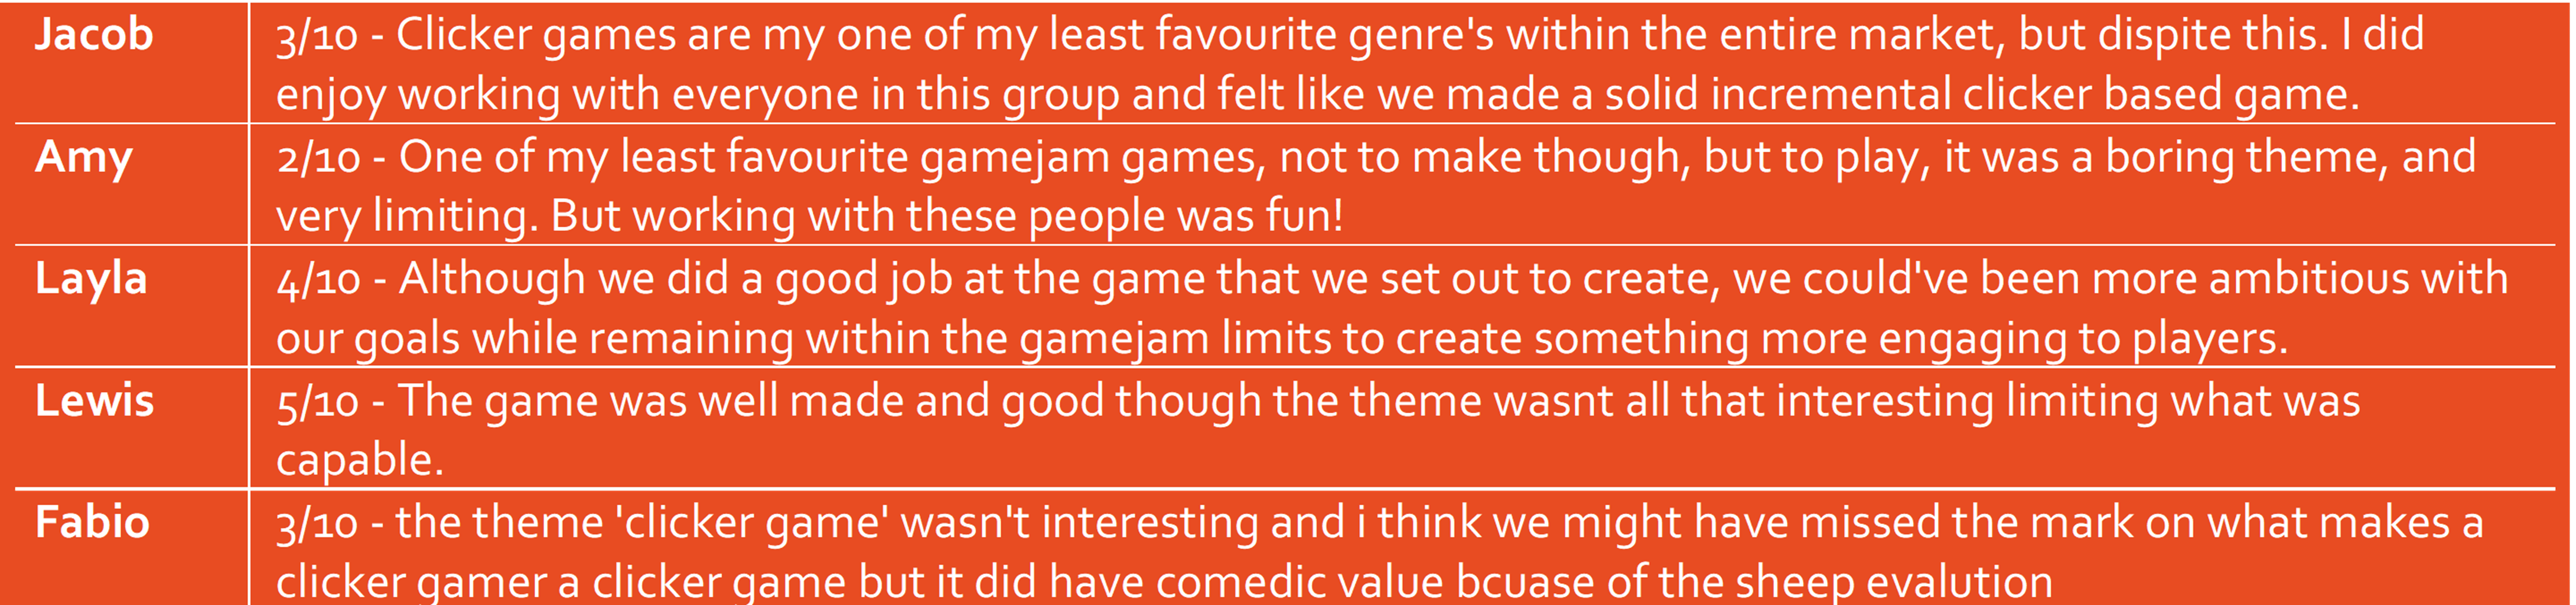 Jacob 3/10 - Clicker games are my one of my least favourite genre's within the entire market, but dispite this. I did
enjoy working with everyone in this group and felt like we made a solid incremental clicker based game.
Amy 2/10 - One of my least favourite gamejam games, not to make though, but to play, it was a boring theme, and
very limiting. But working with these people was fun!
Layla 4/10 - Although we did a good job at the game that we set out to create, we could've been more ambitious with
our goals while remaining within the gamejam limits to create something more engaging to players.
Lewis 5/10 - The game was well made and good though the theme wasnt all that interesting limiting what was
capable.
Fabio 3/10 - the theme 'clicker game' wasn't interesting and i think we might have missed the mark on what makes a
clicker gamer a clicker game but it did have comedic value bcuase of the sheep evalution